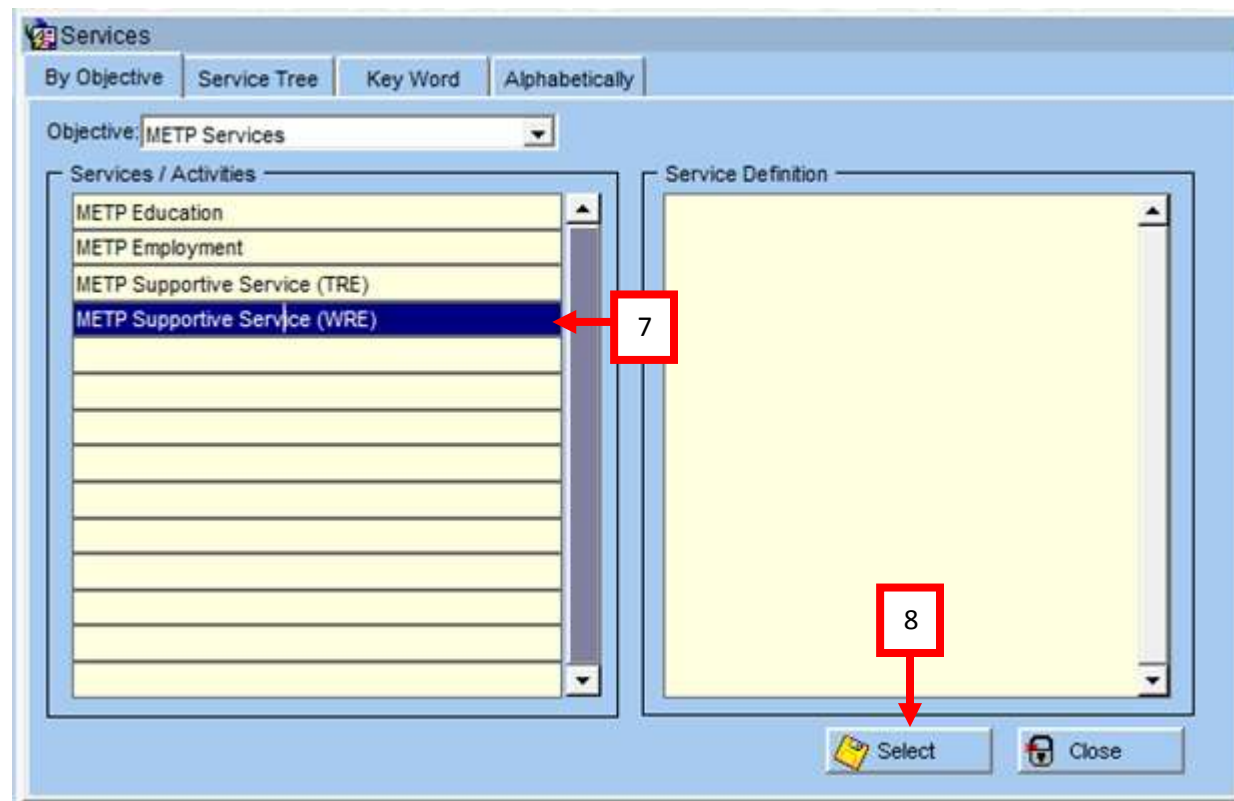 Services
By Objective Service Tree Key Word Alphabetically
Objective: METP Services
Services / Activities
METP Education
METP Employment
METP Supportive Service (TRE)
METP Supportive Service (WRE)
7
Service Definition
8
Select Close